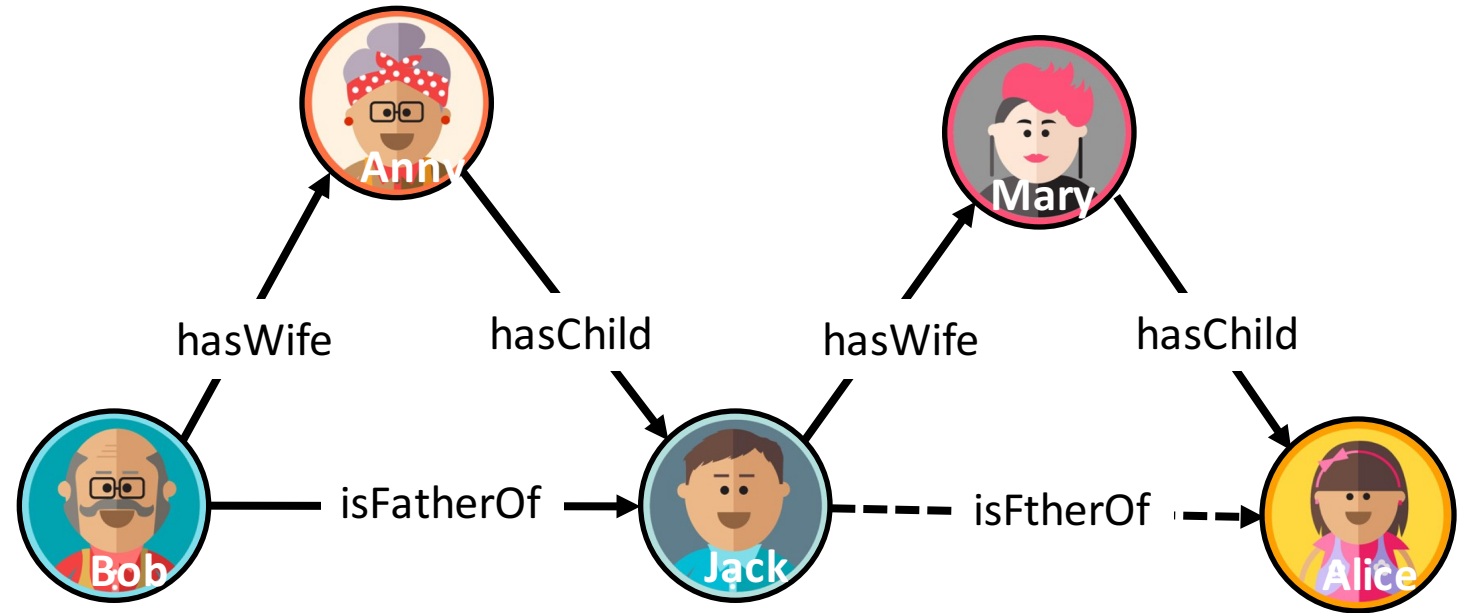 Anny
Mary
hasWife
hasChild
hasWife
hasChild
isFatherOf
isFtherOf
Bob
Jack
Alice